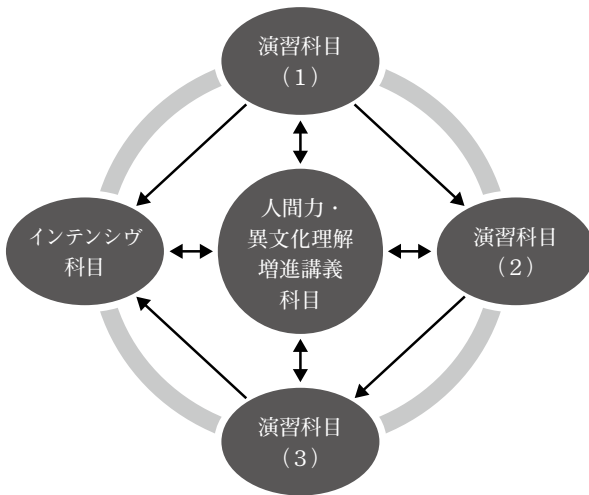 演習科目
（1）
インテンシヴ
科目
人間力・
異文化理解
増進講義
科目
演習科目
（2）
演習科目
（3）